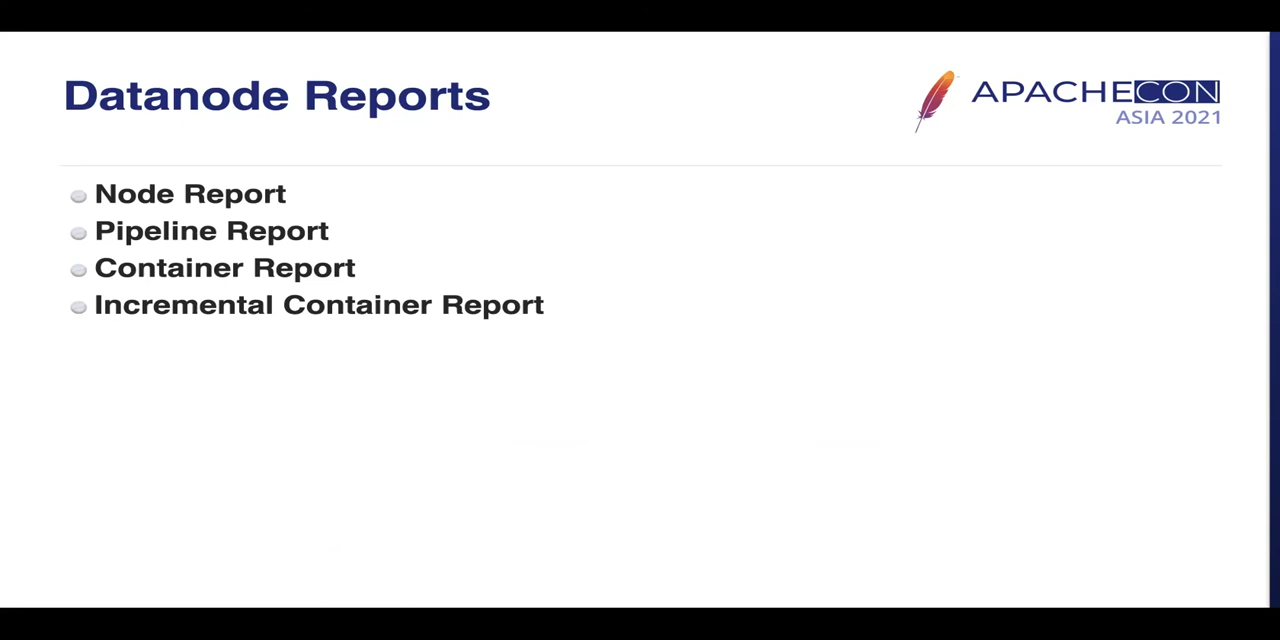 Datanode Reports
APACHECON
ASIA 2021
Node Report
Pipeline Report
Container Report
Incremental Container Report